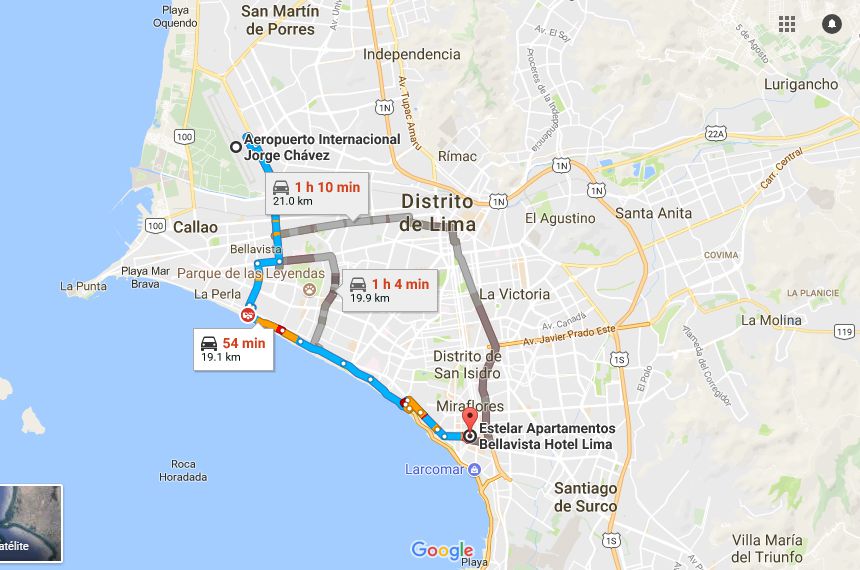 Playa
Oquendo
San Martín
de Porres
Av. Univ
Independencia
Av. El Sol
5 de Agosto
Av. Tupac Amaru
Próceres de la Independencia
Lurigancho
1N
100
22A
Aeropuerto Internacional
Jorge Chávez
Rímac
1N
Carr. Central
1 h 10 min
21.0 km
Distrito
de Lima
1N
1N
El Agustino
Santa Anita
100
Callao
Bellavista
COVIMA
Parque de las Leyendas
Playa Mar
Brava
La Punta
La Perla
1 h 4 min
19.9 km
La Victoria
LA PLANICIE
La Molina
Av. Canadá
Av. Javier Prado Este
119
54 min
19.1 km
Distrito de
San Isidro
1S
El Polo
Alameda del Corregidor
Miraflores
Estelar Apartamentos
Bellavista Hotel Lima
Larcomar
Roca
Horadada
Santiago
de Surco
1S
atélite
Google
Playa
Villa María
del Triunfo